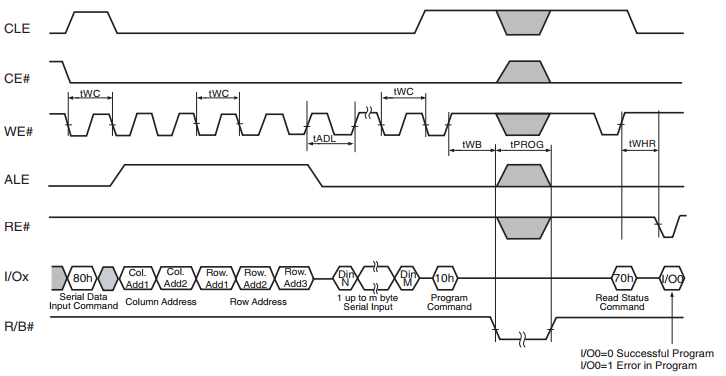 CLE
CE#
tWC
tWC
tWC
WE#
tADL
tWB
tPROG
tWHR
ALE
RE#
I/Ox
80h
Col.
Add1
Col.
Add2
Row.
Add1
Row.
Add2
Row.
Add3
Din
N
Din
M
10h
70h
I/O0
Serial Data
Input Command
Column Address
Row Address
1 up to m byte
Serial Input
Program
Command
Read Status
Command
R/B#
I/O0=0 Successful Program
I/O0=1 Error in Program